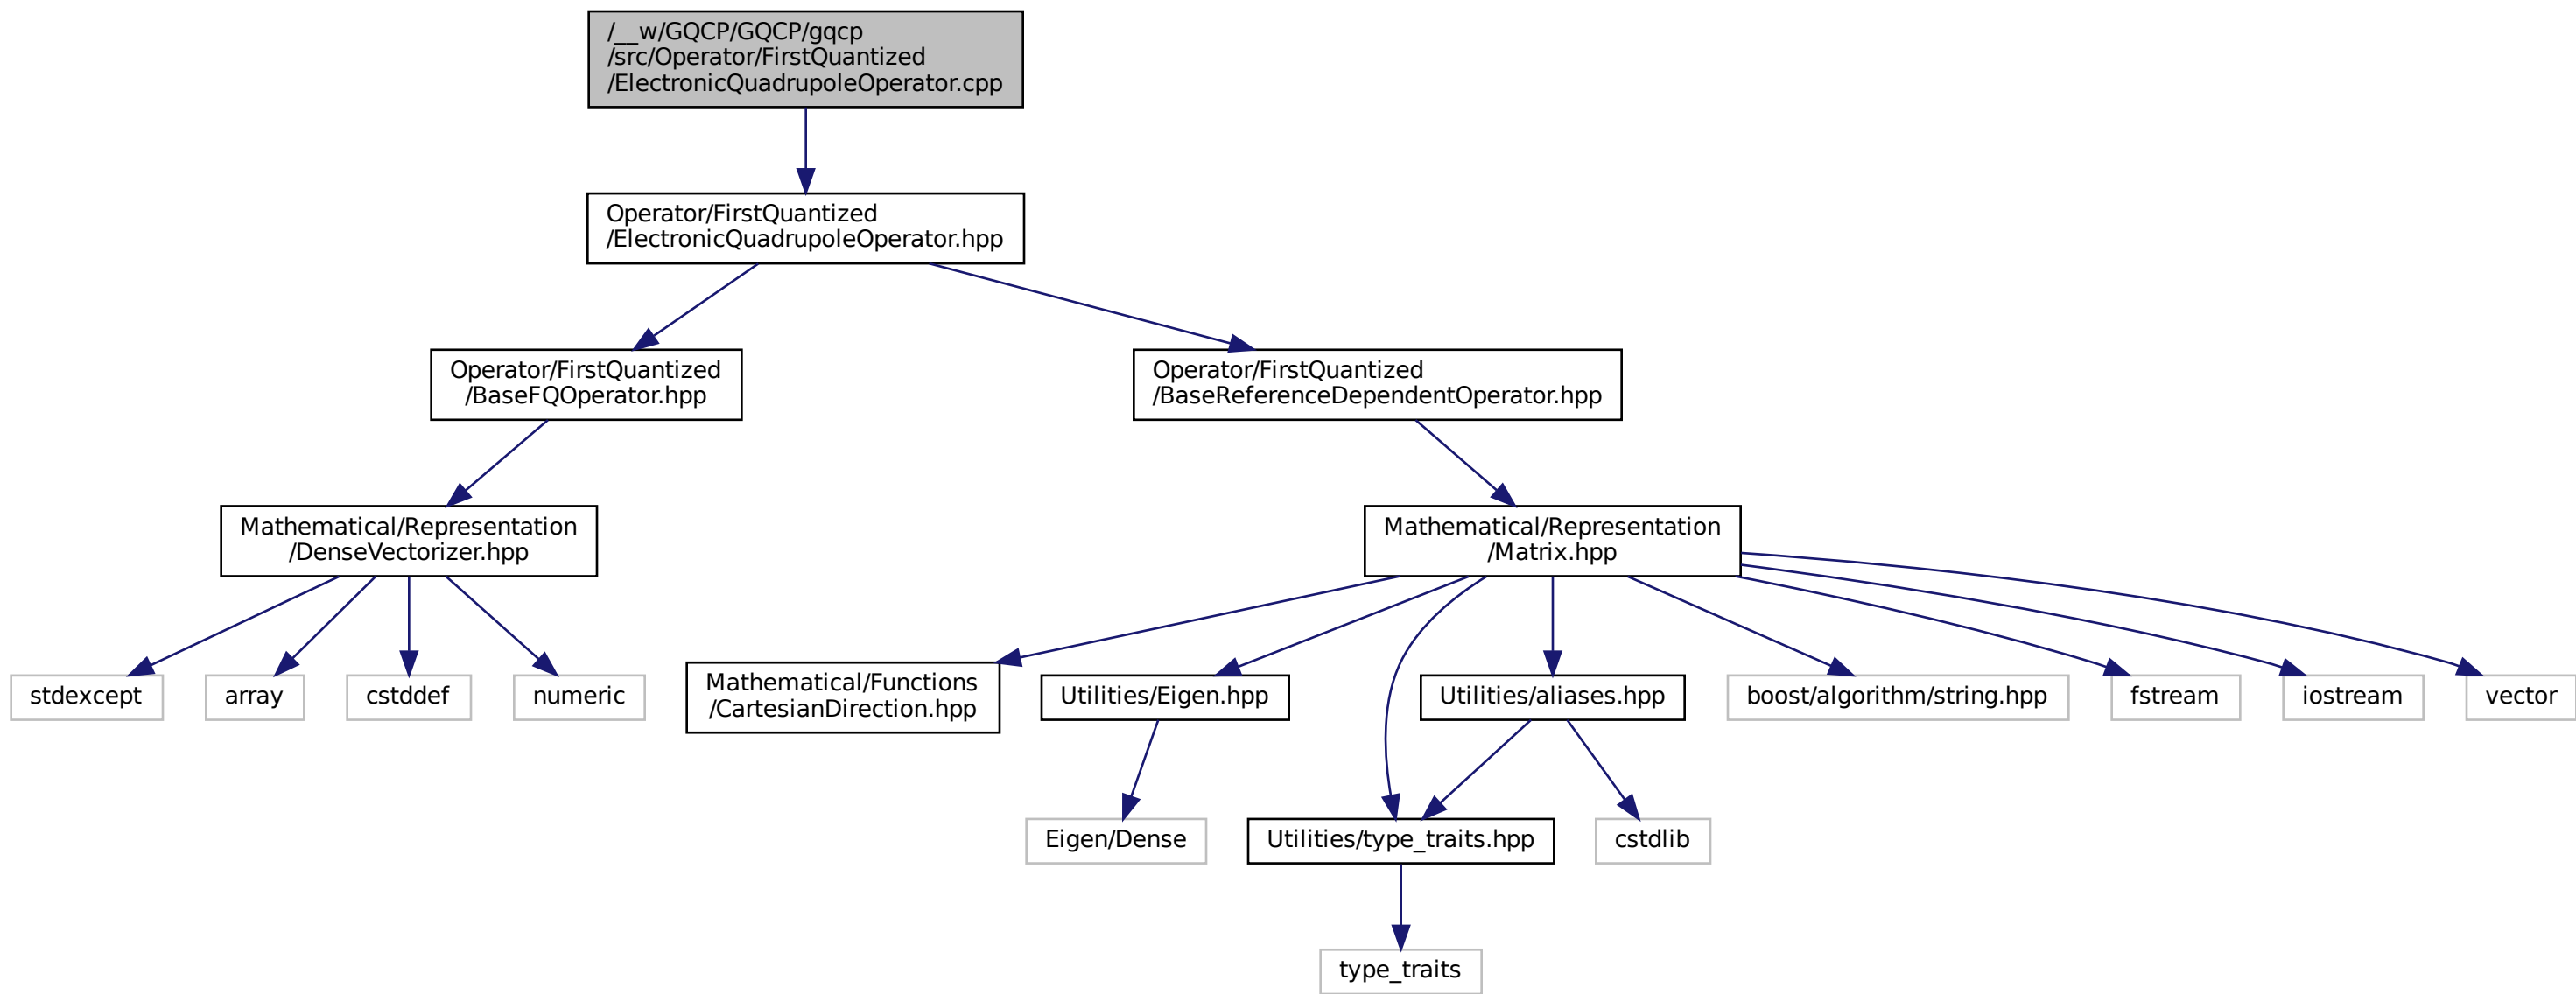 /__w/GQCP/GQCP/gqcp
/src/Operator/FirstQuantized
/ElectronicQuadrupoleOperator.cpp
Operator/FirstQuantized
/ElectronicQuadrupoleOperator.hpp
Operator/FirstQuantized
/BaseFQOperator.hpp
Operator/FirstQuantized
/BaseReferenceDependentOperator.hpp
Mathematical/Representation
/DenseVectorizer.hpp
Mathematical/Representation
/Matrix.hpp
stdexcept
array
cstddef
numeric
Mathematical/Functions
/CartesianDirection.hpp
Utilities/Eigen.hpp
Utilities/aliases.hpp
boost/algorithm/string.hpp
fstream
iostream
vector
Eigen/Dense
Utilities/type_traits.hpp
cstdlib
type_traits